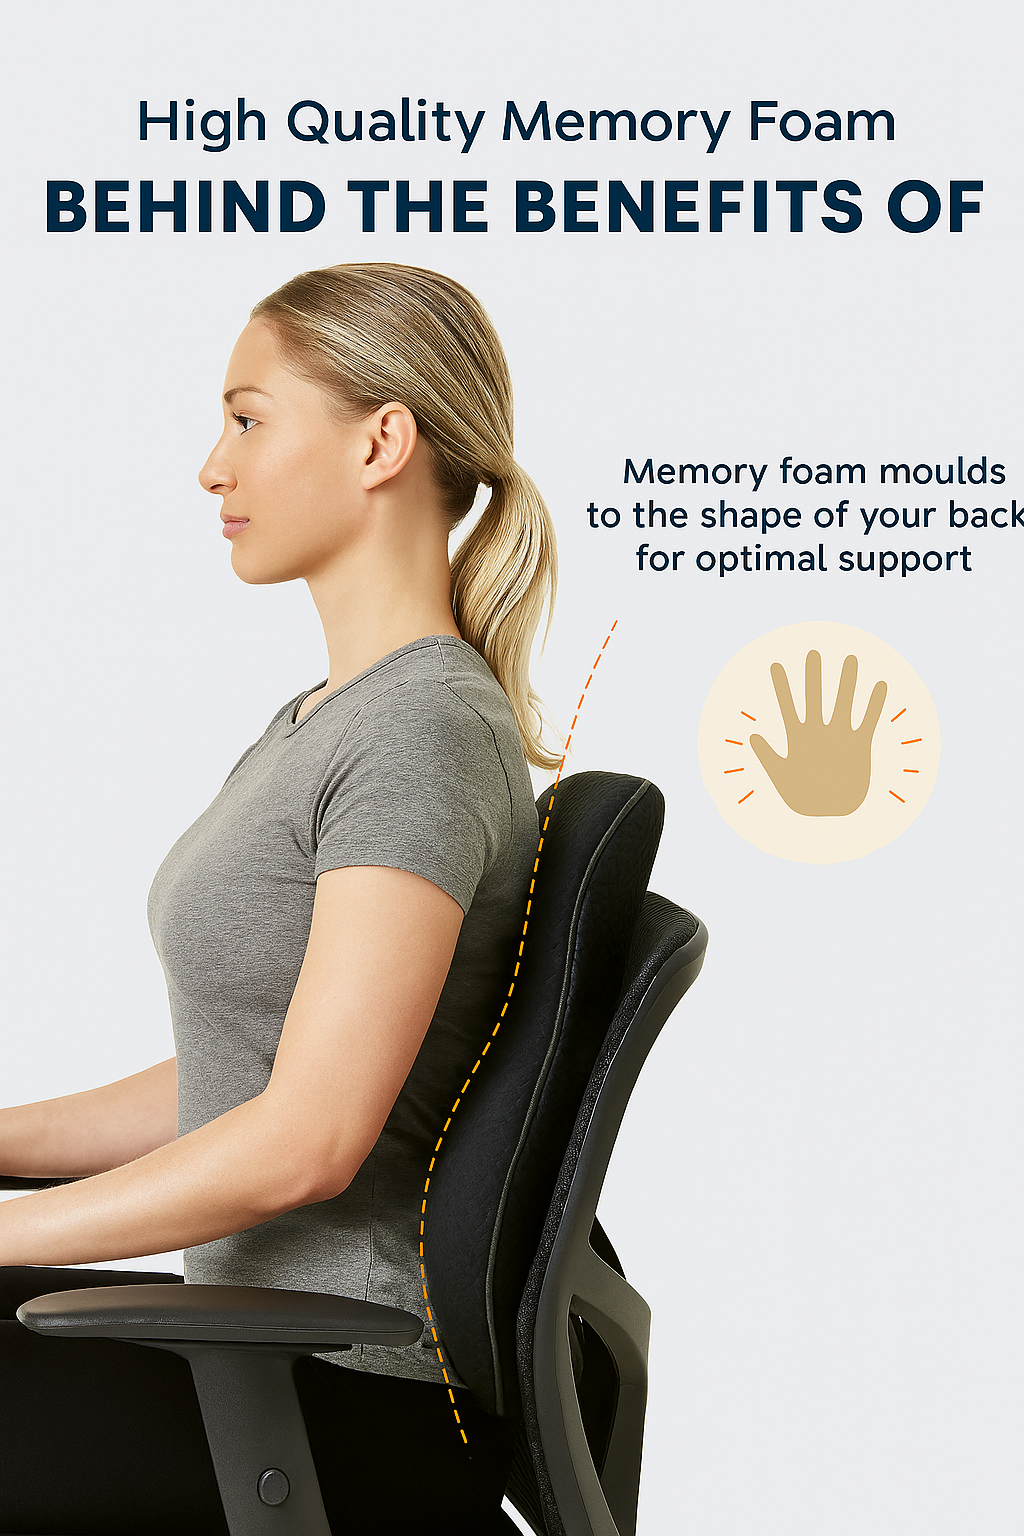 High Quality Memory Foam
BEHIND THE BENEFITS OF
Memory foam moulds
to the shape of your back
for optimal support